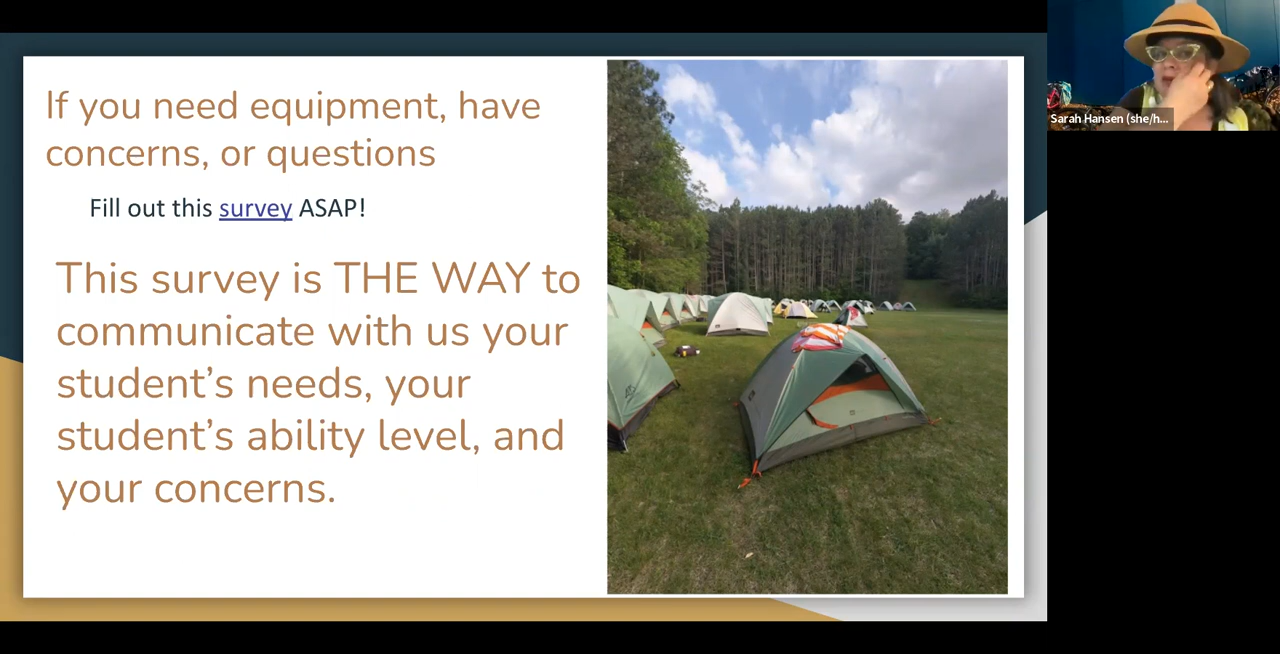 If you need equipment, have
concerns, or questions
Fill out this survey ASAP!
This survey is THE WAY to
communicate with us your
student’s needs, your
student’s ability level, and
your concerns.
Sarah Hansen (she/h...